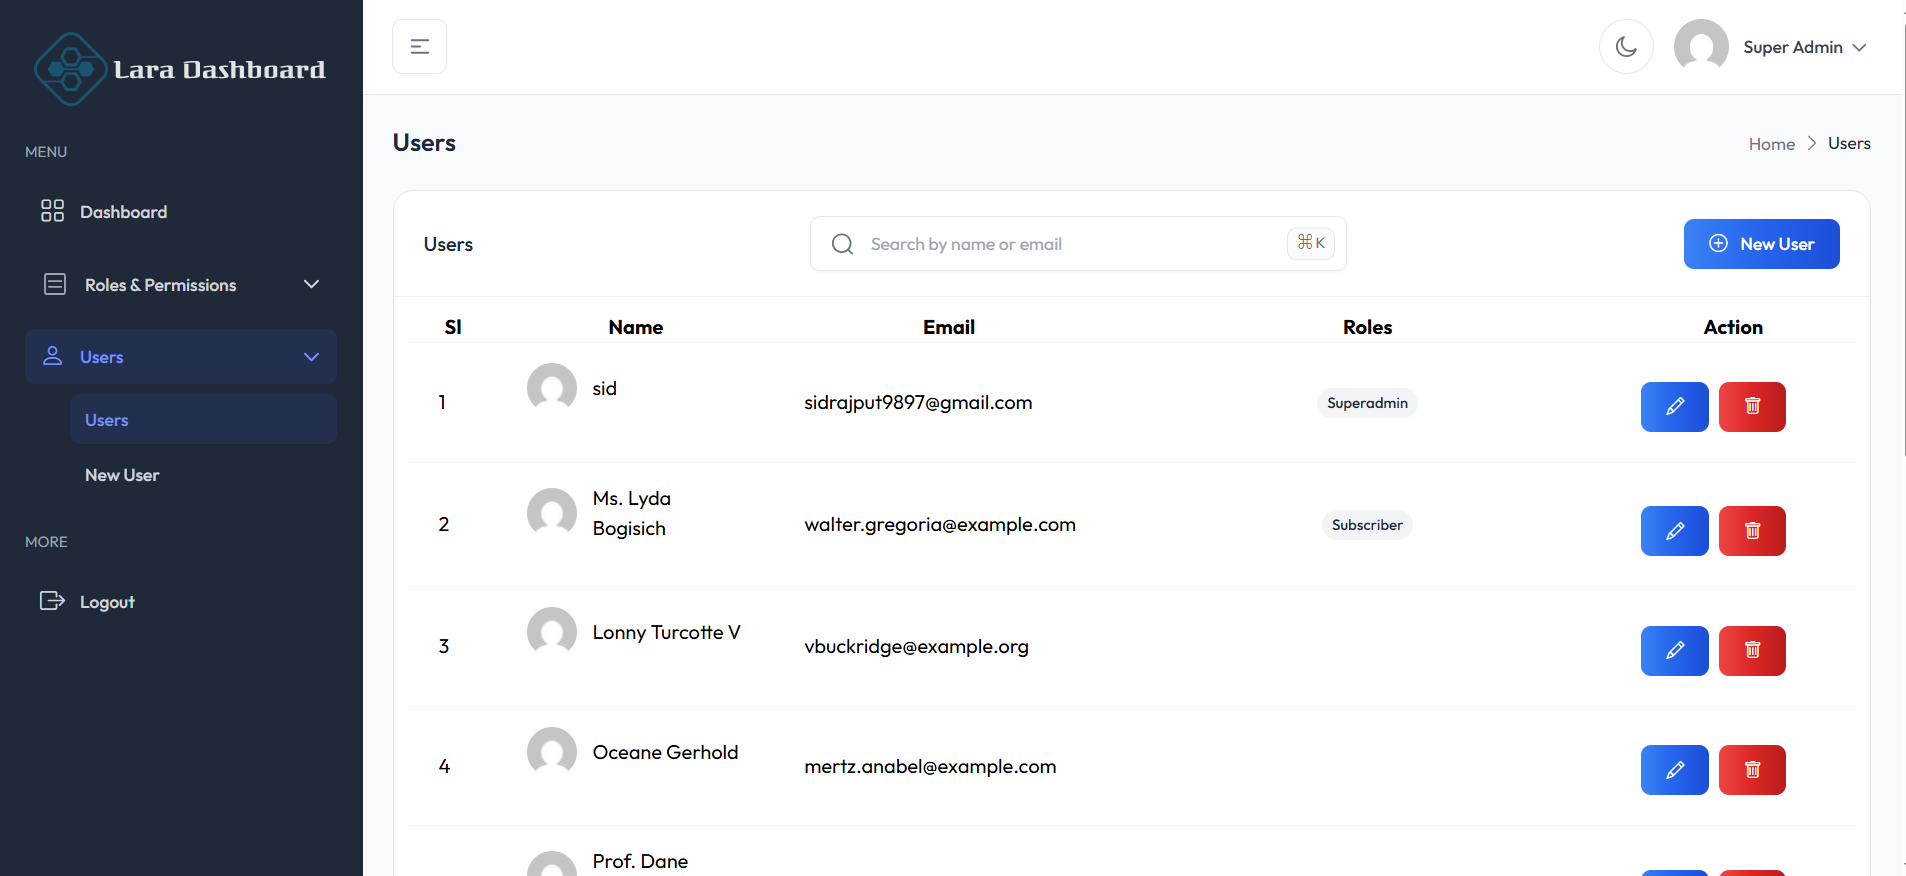 Lara Dashboard
Super Admin
MENU
Dashboard
Roles & Permissions
Users
Users
New User
MORE
Logout
Users
Home > Users
Users
Search by name or email
⌘K
New User
Sl Name Email Roles Action
1 sid sidrajput9897@gmail.com Superadmin
2 Ms. Lyda
Bogisich walter.gregoria@example.com Subscriber
3 Lonny Turcotte V vbuckridge@example.org
4 Oceane Gerhold mertz.anabel@example.com
Prof. Dane